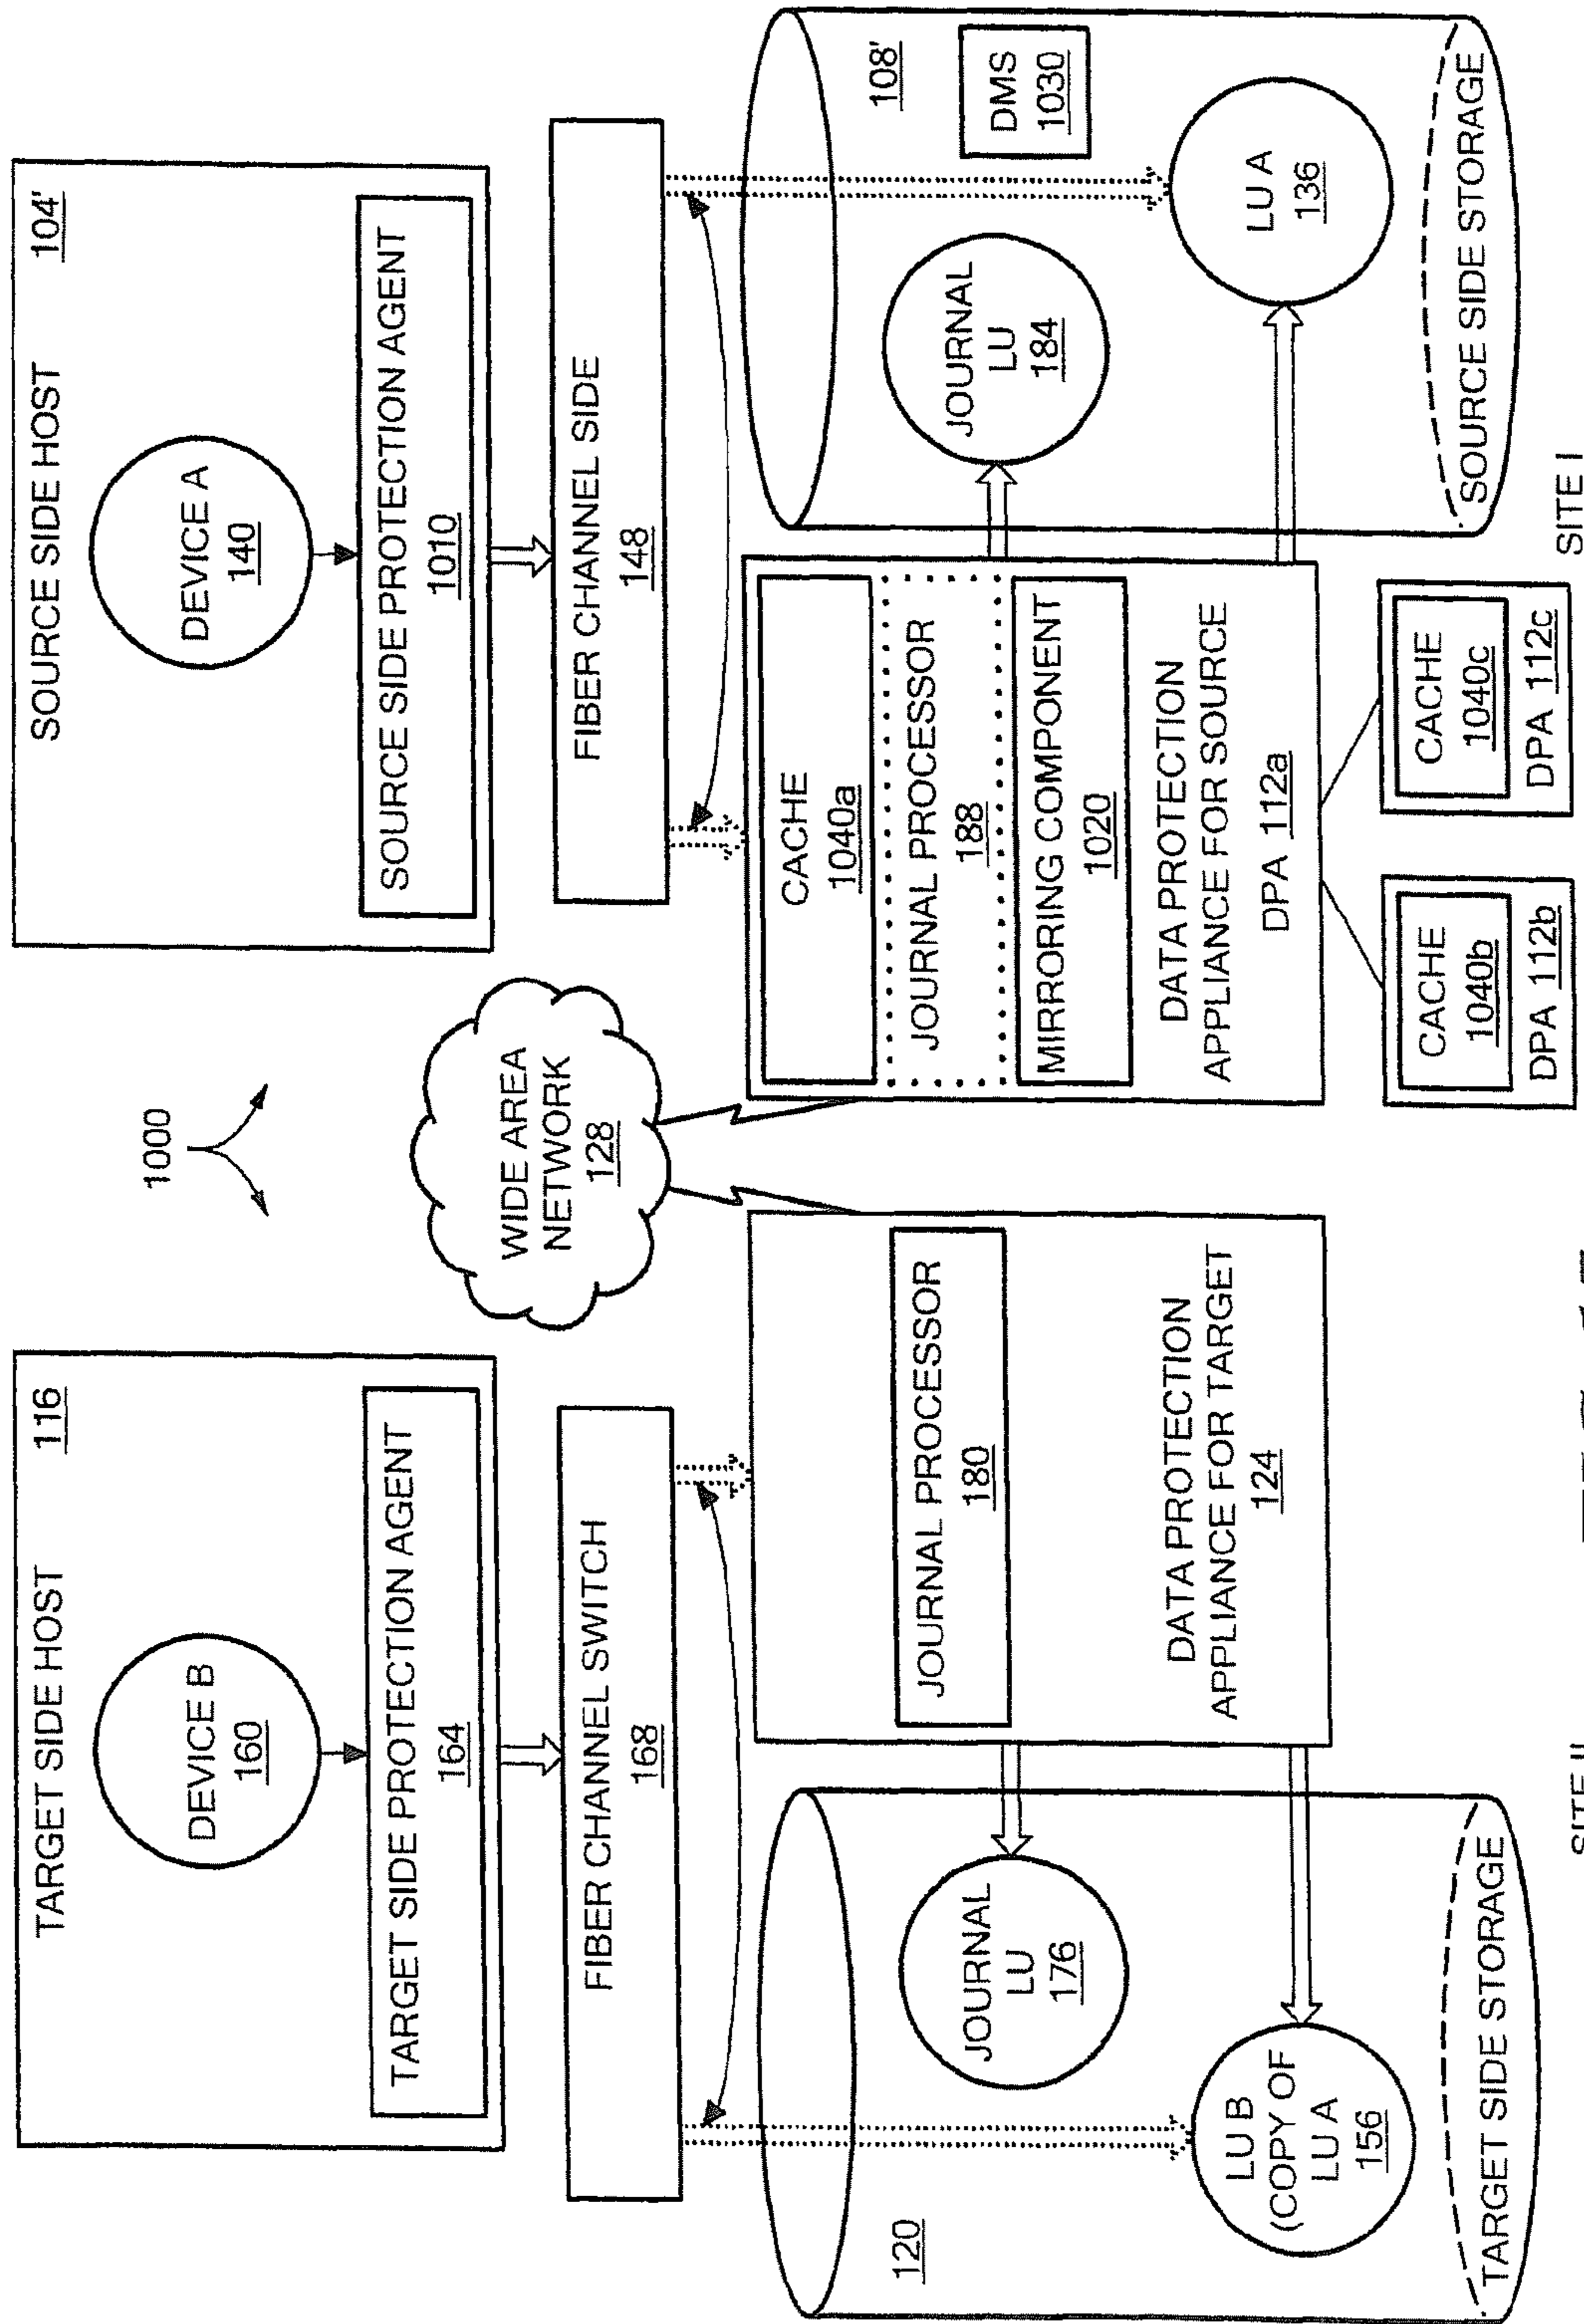 1000
TARGET SIDE HOST
116
DEVICE B
160
TARGET SIDE PROTECTION AGENT
164
FIBER CHANNEL SWITCH
168
120
JOURNAL
LU
176
LU B
(COPY OF
LU A
156
TARGET SIDE STORAGE
JOURNAL PROCESSOR
180
DATA PROTECTION
APPLIANCE FOR TARGET
124
SITE II
WIDE AREA
NETWORK
128
SOURCE SIDE HOST
104'
DEVICE A
140
SOURCE SIDE PROTECTION AGENT
1010
FIBER CHANNEL SIDE
148
CACHE
1040a
JOURNAL PROCESSOR
188
MIRRORING COMPONENT
1020
DATA PROTECTION
APPLIANCE FOR SOURCE
DPA 112a
CACHE
1040b
DPA 112b
CACHE
1040c
DPA 112c
108'
DMS
1030
JOURNAL
LU
184
LU A
136
SOURCE SIDE STORAGE
SITE I